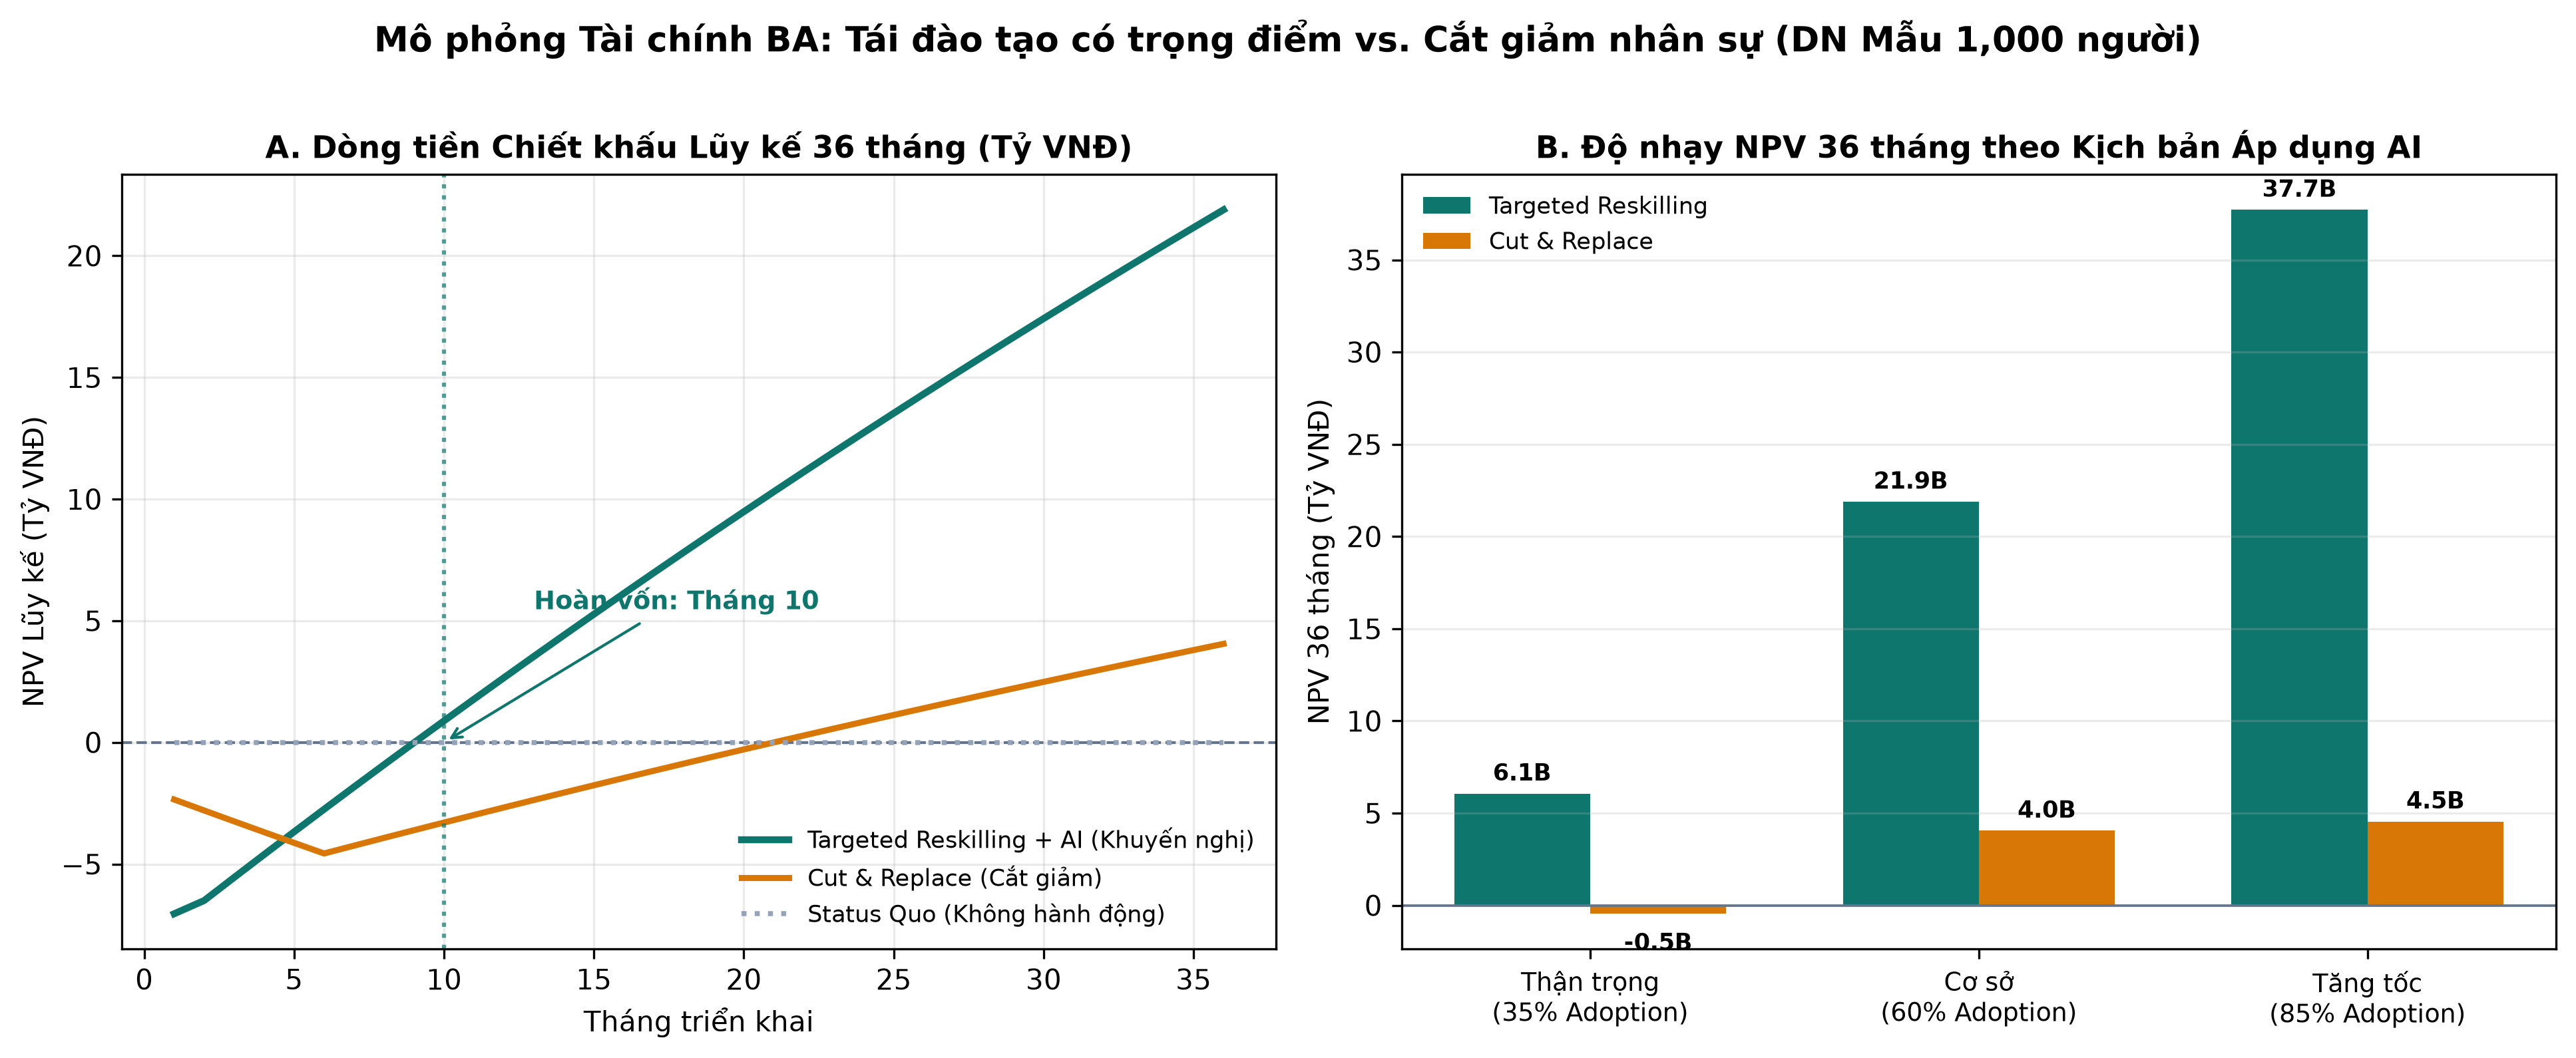 Mô phỏng Tài chính BA: Tái đào tạo có trọng điểm vs. Cắt giảm nhân sự (DN Mẫu 1,000 người)
A. Dòng tiền Chiết khấu Lũy kế 36 tháng (Tỷ VNĐ)
NPV Lũy kế (Tỷ VNĐ)
20
15
10
5
0
−5
Hoàn vốn: Tháng 10
Targeted Reskilling + AI (Khuyến nghị)
Cut & Replace (Cắt giảm)
Status Quo (Không hành động)
0 5 10 15 20 25 30 35
Tháng triển khai
B. Độ nhạy NPV 36 tháng theo Kịch bản Áp dụng AI
NPV 36 tháng (Tỷ VNĐ)
Targeted Reskilling
Cut & Replace
35
30
25
20
15
10
5
0
6.1B
-0.5B
21.9B
4.0B
37.7B
4.5B
Thận trọng
(35% Adoption)
Cơ sở
(60% Adoption)
Tăng tốc
(85% Adoption)